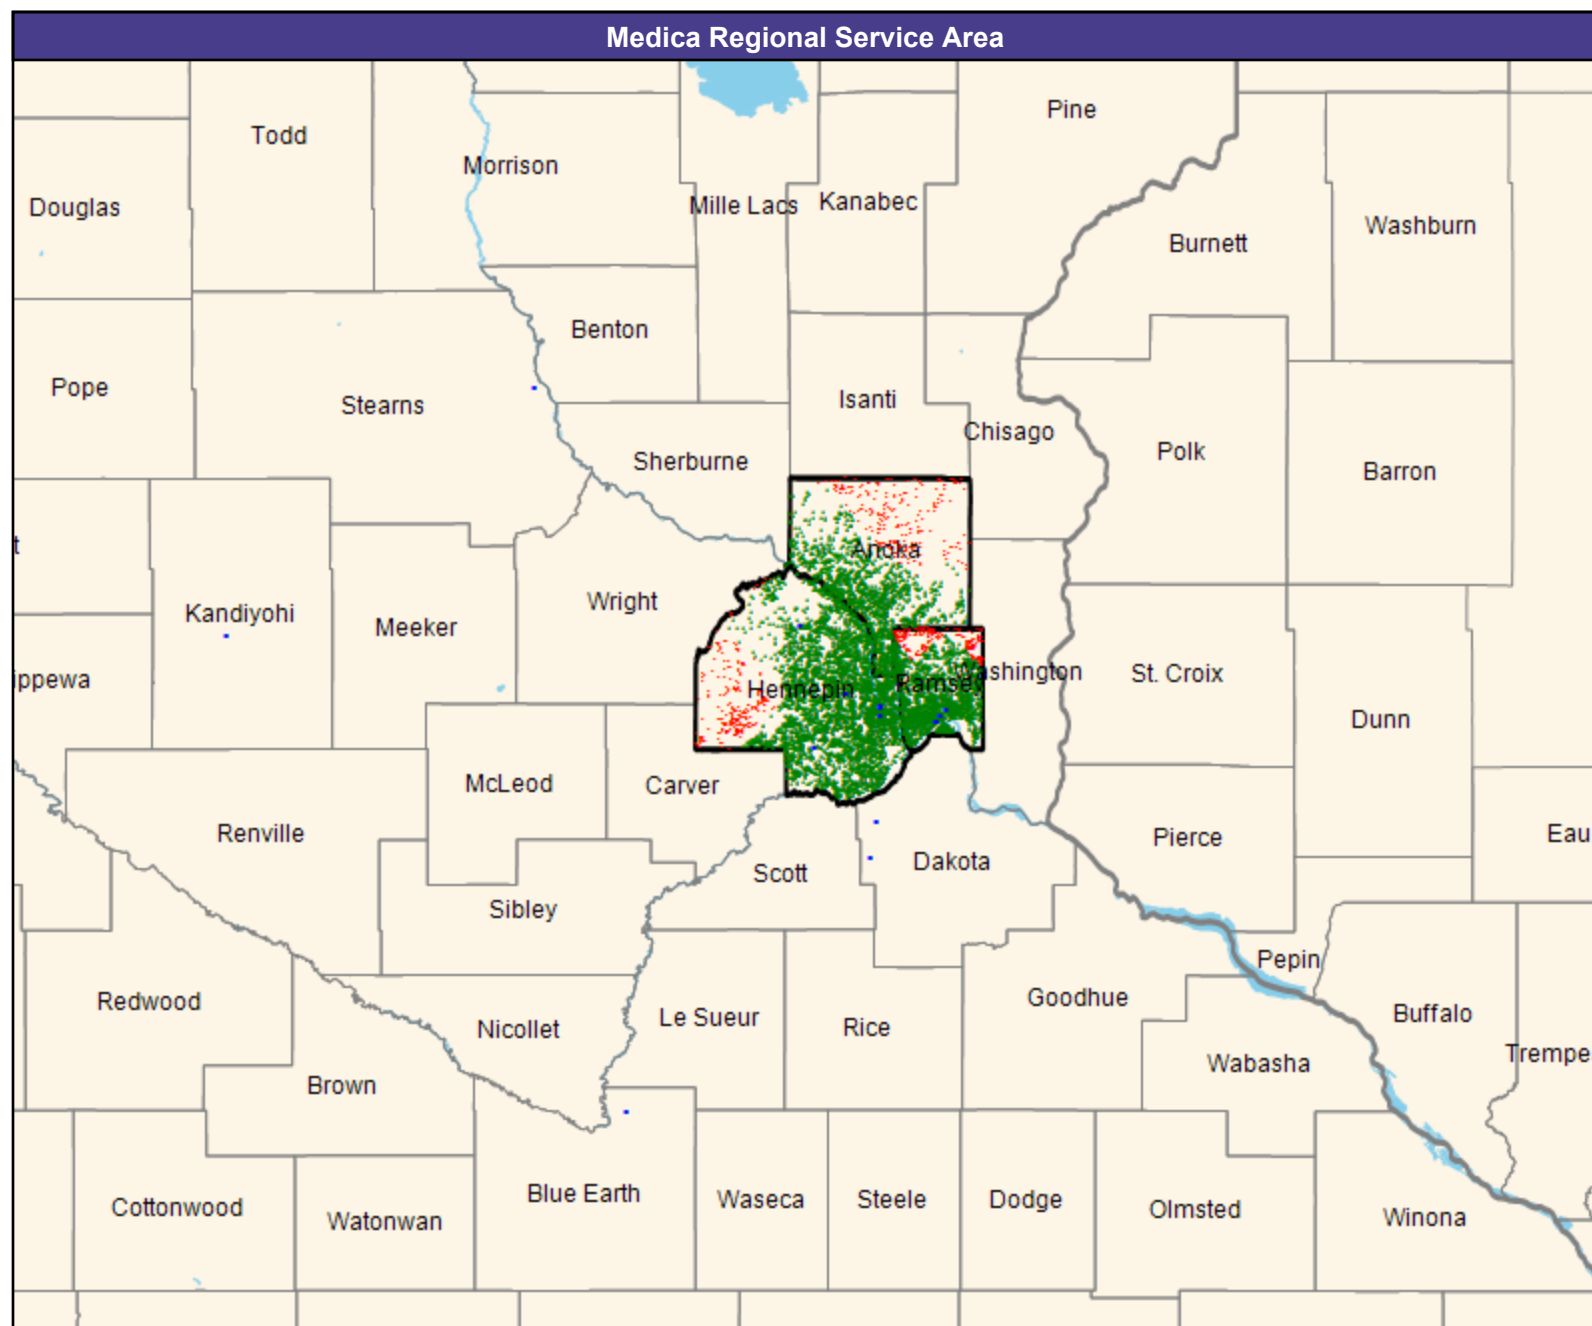 Medica Regional Service Area
Pine
Todd
Morrison
Mille Lacs
Kanabec
Douglas
Washburn
Burnett
Benton
Pope
Stearns
Isanti
Chisago
Polk
Sherburne
Barron
Anoka
t
Kandiyohi
Wright
Meeker
ippewa
Hennepin
Ramsey
Washington
St. Croix
Dunn
McLeod
Carver
Renville
Pierce
Eau
Scott
Dakota
Sibley
Pepin
Redwood
Goodhue
Nicollet
Le Sueur
Rice
Buffalo
Trempe
Wabasha
Brown
Blue Earth
Waseca
Steele
Dodge
Cottonwood
Watonwan
Olmsted
Winona